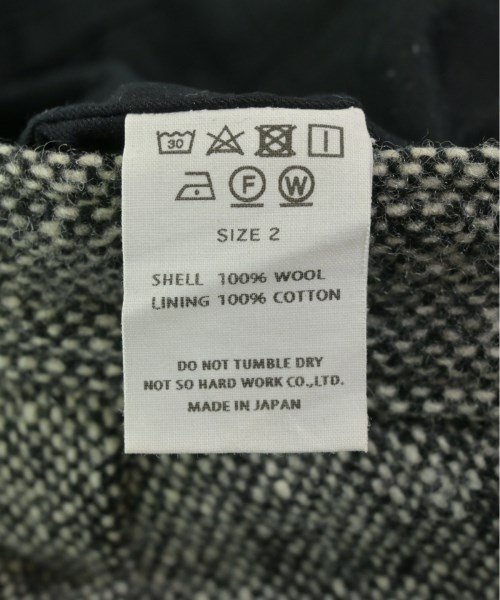 30
F W
SIZE 2
SHELL 100% WOOL
LINING 100% COTTON
DO NOT TUMBLE DRY
NOT SO HARD WORK CO.,LTD.
MADE IN JAPAN